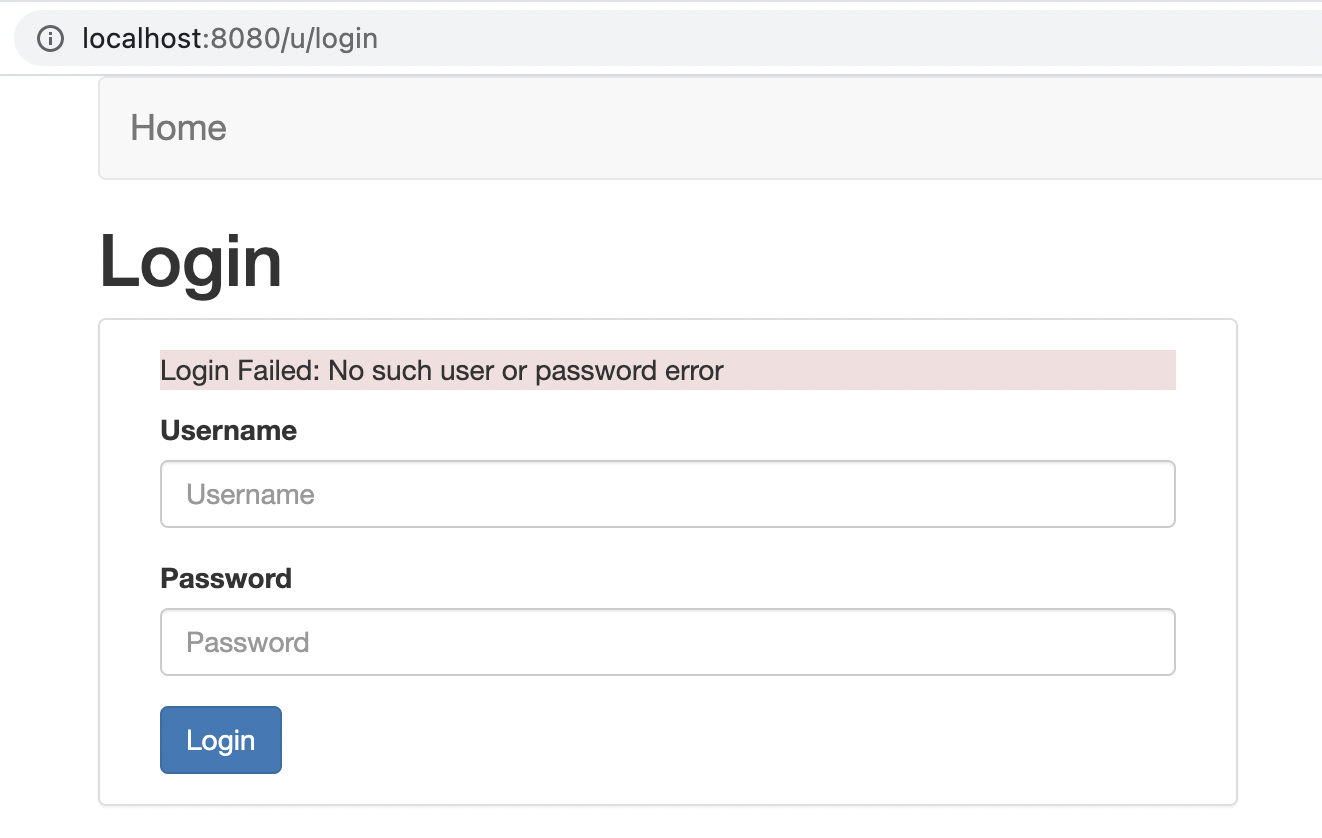 localhost:8080/u/login
Home
Login
Login Failed: No such user or password error
Username
Username
Password
Password
Login